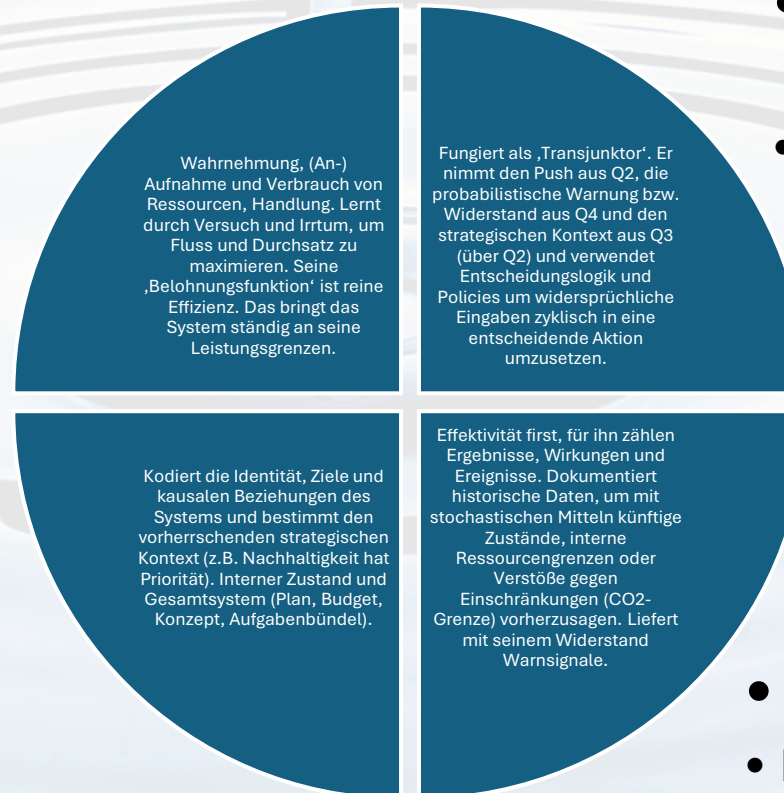 Wahrnehmung, (An-)
Aufnahme und Verbrauch von
Ressourcen, Handlung. Lernt
durch Versuch und Irrtum, um
Fluss und Durchsatz zu
maximieren. Seine
‚Belohnungsfunktion‘ ist reine
Effizienz. Das bringt das
System ständig an seine
Leistungsgrenzen.
Fungiert als ‚Transjunktor‘. Er
nimmt den Push aus Q2, die
probabilistische Warnung bzw.
Widerstand aus Q4 und den
strategischen Kontext aus Q3
(über Q2) und verwendet
Entscheidungslogik und
Policies um widersprüchliche
Eingaben zyklisch in eine
entscheidende Aktion
umzusetzen.
Kodiert die Identität, Ziele und
kausalen Beziehungen des
Systems und bestimmt den
vorherrschenden strategischen
Kontext (z.B. Nachhaltigkeit hat
Priorität). Interner Zustand und
Gesamtsystem (Plan, Budget,
Konzept, Aufgabenbündel).
Effektivität first, für ihn zählen
Ergebnisse, Wirkungen und
Ereignisse. Dokumentiert
historische Daten, um mit
stochastischen Mitteln künftige
Zustände, interne
Ressourcengrenzen oder
Verstöße gegen
Einschränkungen (CO2-
Grenze) vorherzusagen. Liefert
mit seinem Widerstand
Warnsignale.